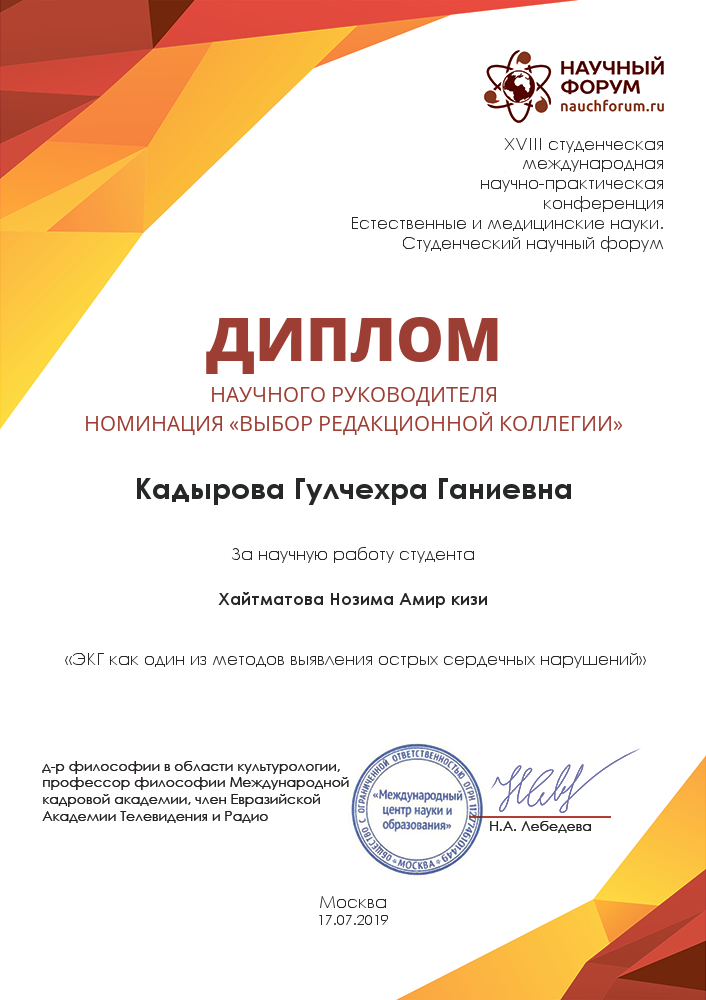 НАУЧНЫЙ
ФОРУМ
nauchforum.ru
XVIII студенческая
международная
научно-практическая
конференция
Естественные и медицинские науки.
Студенческий научный форум
ДИПЛОМ
НАУЧНОГО РУКОВОДИТЕЛЯ
НОМИНАЦИЯ «ВЫБОР РЕДАКЦИОННОЙ КОЛЛЕГИИ»
Кадырова Гулчехра Ганиевна
За научную работу студента
Хайтматова Нозима Амир кизи
«ЭКГ как один из методов выявления острых сердечных нарушений»
д-р философии в области культурологии,
профессор философии Международной
кадровой академии, член Евразийской
Академии Телевидения и Радио
ОБЩЕСТВО С ОГРАНИЧЕННОЙ ОТВЕТСТВЕННОСТЬЮ ОГРН 1127746101449
«Международный
центр науки и
образования»
*МОСКВА*
Н.А. Лебедева
Москва
17.07.2019